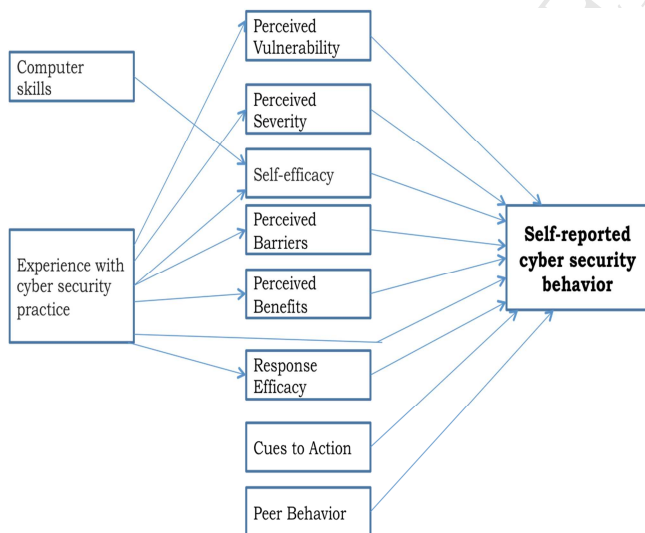 Perceived
Vulnerability
Computer
skills
Perceived
Severity
Self-efficacy
Perceived
Barriers
Experience with
cyber security
practice
Perceived
Benefits
Response
Efficacy
Cues to Action
Peer Behavior
Self-reported
cyber security
behavior